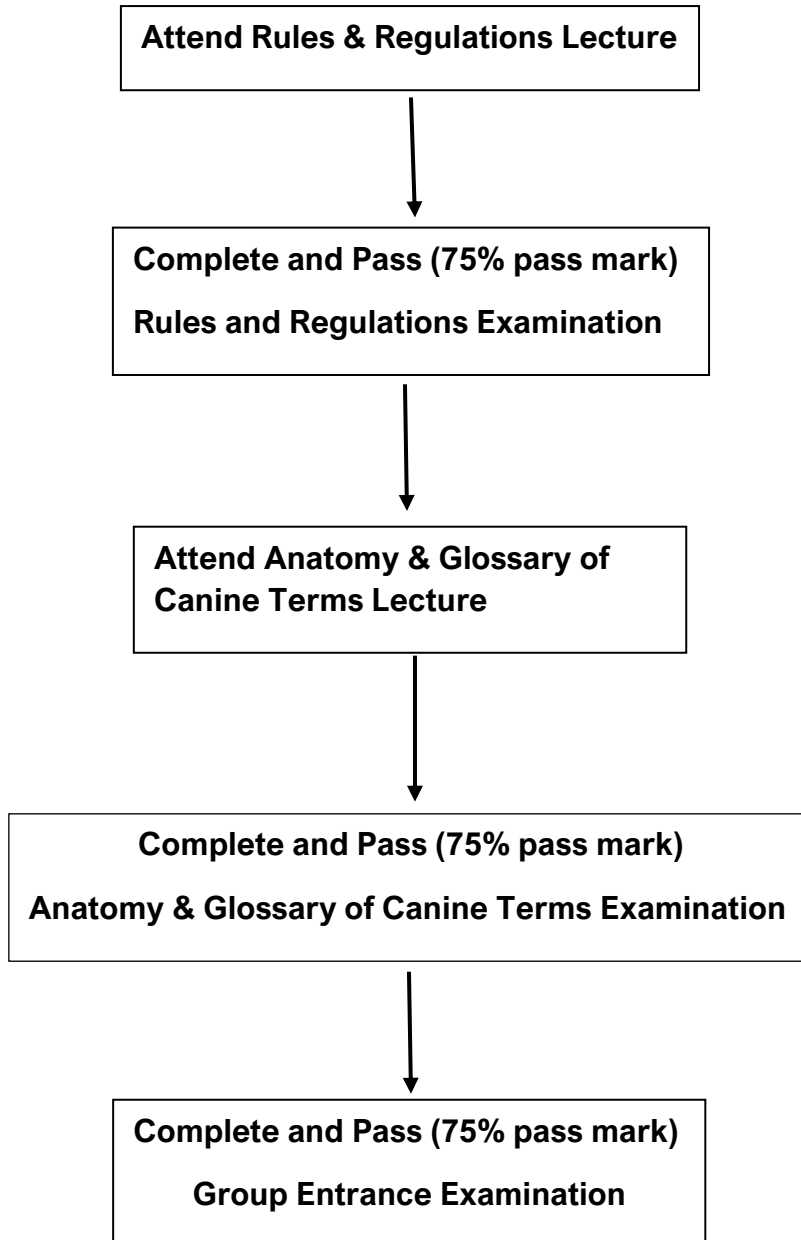 Attend Rules & Regulations Lecture
Complete and Pass (75% pass mark)
Rules and Regulations Examination
Attend Anatomy & Glossary of
Canine Terms Lecture
Complete and Pass (75% pass mark)
Anatomy & Glossary of Canine Terms Examination
Complete and Pass (75% pass mark)
Group Entrance Examination